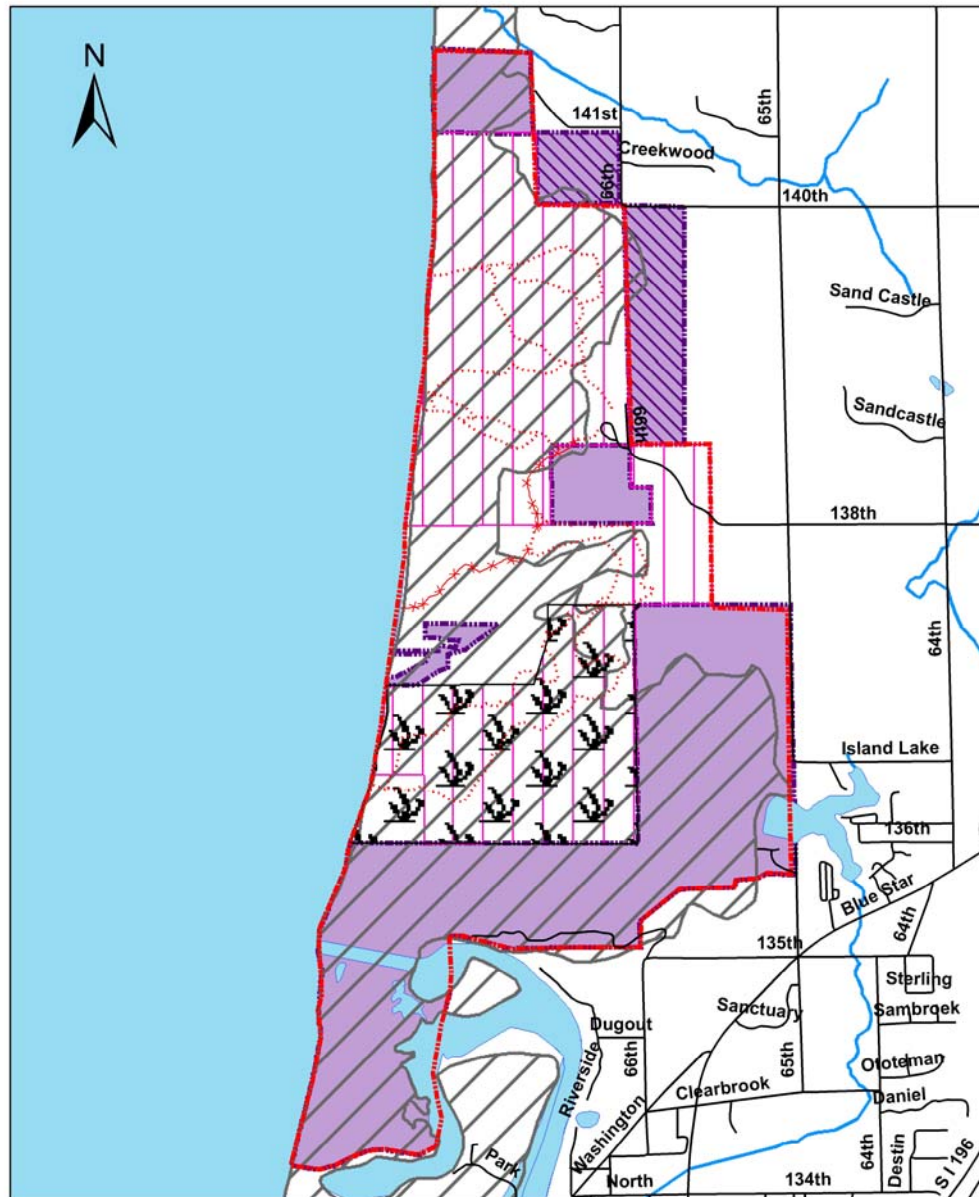 N
65th
141st
Creekwood
66th
140th
Sand Castle
Sandcastle
66th
138th
64th
Island Lake
136th
Blue Star
64th
135th
Sterling
Sanctuary
Sambroek
Dugout
66th
65th
Ototeman
Riverside
Clearbrook
Daniel
Washington
64th
Destin
S I 196
Park
North
134th